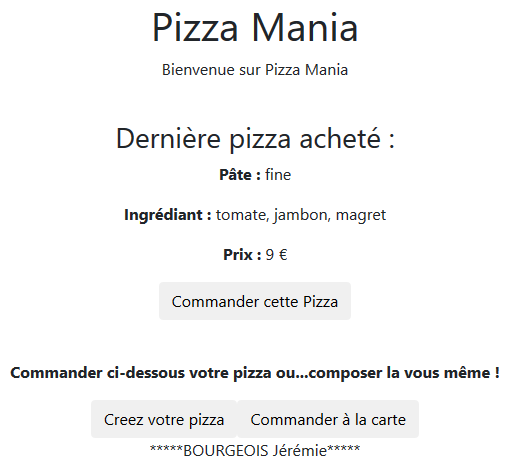 Pizza Mania
Bienvenue sur Pizza Mania
Dernière pizza acheté :
Pâte : fine
Ingrédiant : tomate, jambon, magret
Prix : 9 €
Commander cette Pizza
Commander ci-dessous votre pizza ou...composer la vous même !
Creez votre pizza Commander à la carte
*****BOURGEOIS Jérémie*****